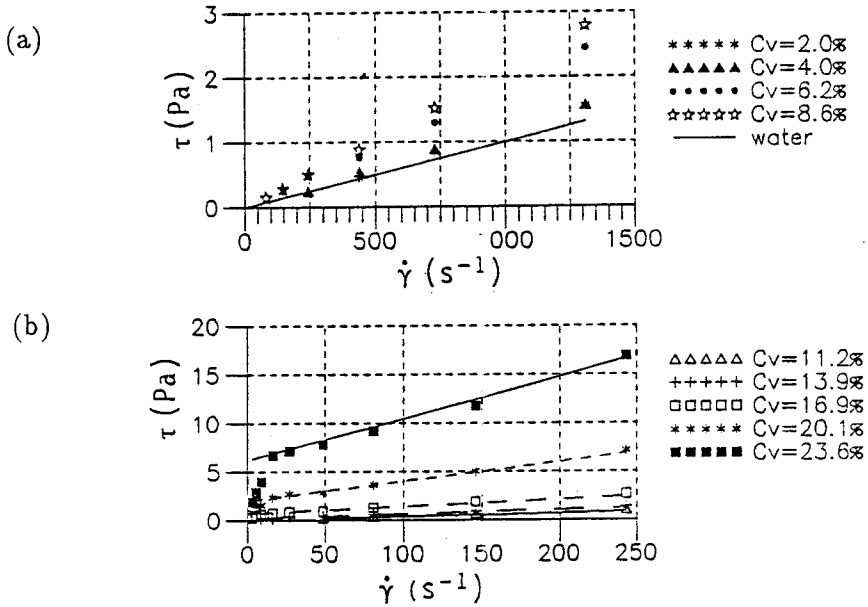 (a)
3
2
1
0
τ (Pa)
0 500 000 1500
γ̇ (s⁻¹)
***** Cv=2.0%
▲▲▲▲ Cv=4.0%
• • • • Cv=6.2%
☆☆☆☆☆ Cv=8.6%
— water
(b)
20
15
10
5
0
τ (Pa)
0 50 100 150 200 250
γ̇ (s⁻¹)
△△△△△ Cv=11.2%
+++++ Cv=13.9%
□□□□□ Cv=16.9%
***** Cv=20.1%
■■■■■ Cv=23.6%